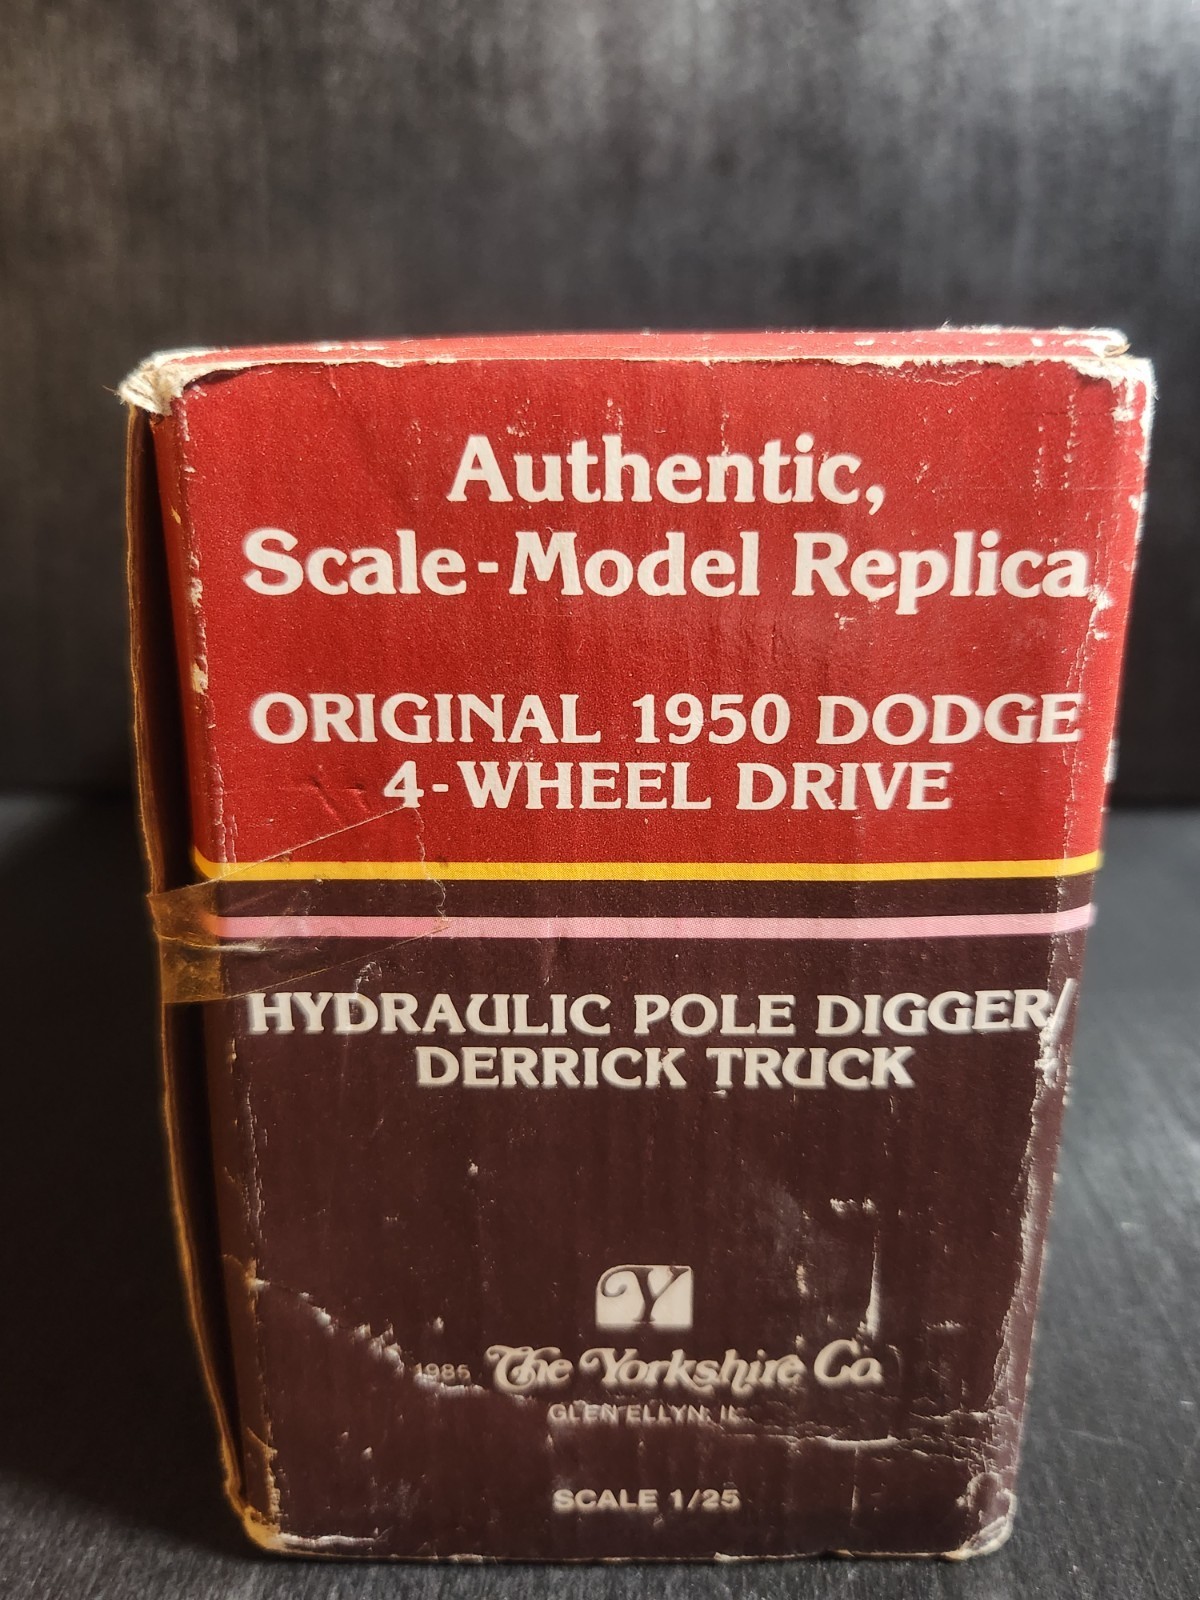 Authentic,
Scale-Model Replica
ORIGINAL 1950 DODGE
4-WHEEL DRIVE
HYDRAULIC POLE DIGGER/
DERRICK TRUCK
Y
1985 The Yorkshire Co.
GLEN ELLYN, IL
SCALE 1/25